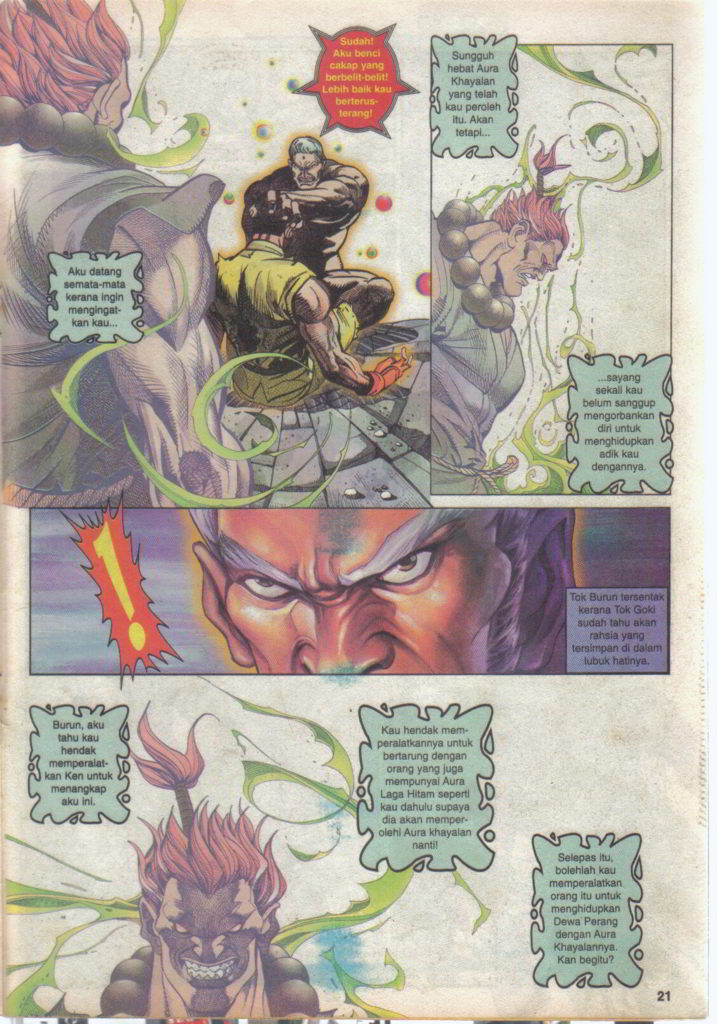 Sudah!
Aku benci
cakap yang
berbelit-belit!
Lebih baik kau
berterus-
terang!
Sungguh
hebat Aura
Khayalan
yang telah
kau peroleh
itu. Akan
tetapi...
Aku datang
semata-mata
kerana ingin
mengingat-
kan kau...
...sayang
sekali kau
belum sanggup
mengorbankan
diri untuk
menghidupkan
adik kau
dengannya.
!
Tok Burun tersentak
kerana Tok Goki
sudah tahu akan
rahsia yang
tersimpan di dalam
lubuk hatinya.
Burun, aku
tahu kau
hendak
memperalat-
kan Ken untuk
menangkap
aku ini.
Kau hendak mem-
peralatkannya untuk
bertarung dengan
orang yang juga
mempunyai Aura
Laga Hitam seperti
kau dahulu supaya
dia akan memper-
olehi Aura khayalan
nanti!
Selepas itu,
bolehlah kau
memperalatkan
orang itu untuk
menghidupkan
Dewa Perang
dengan Aura
Khayalannya.
Kan begitu?
21